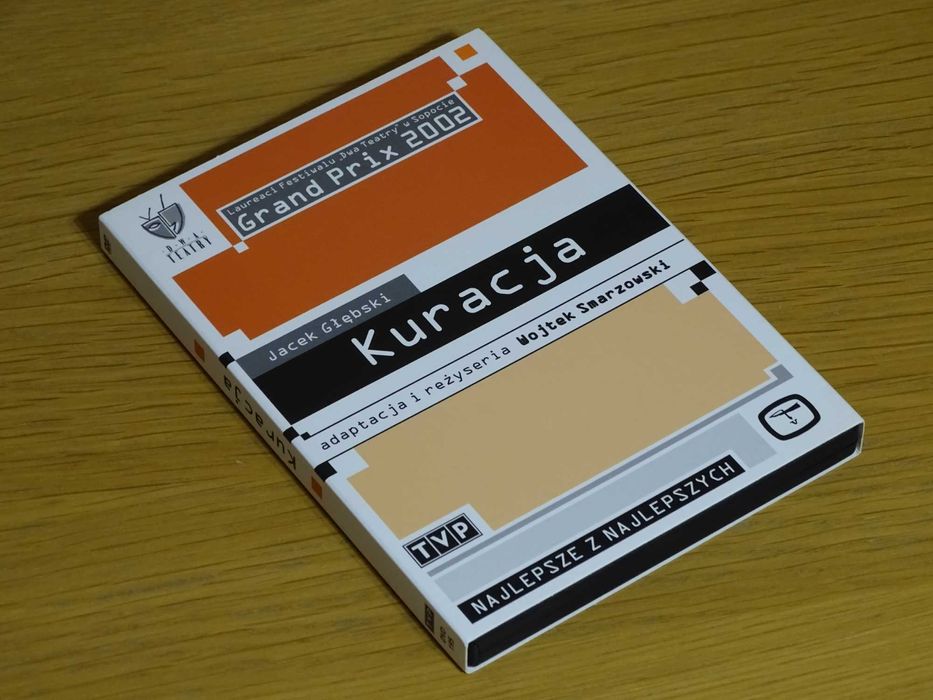 Laureaci Festiwalu „Dwa Teatry” w Sopocie
Grand Prix 2002
D·W·A·
TEATRY
Jacek Głębski
Kuracja
adaptacja i reżyseria Wojtek Smarzowski
TVP
NAJLEPSZE Z NAJLEPSZYCH
Kuracja